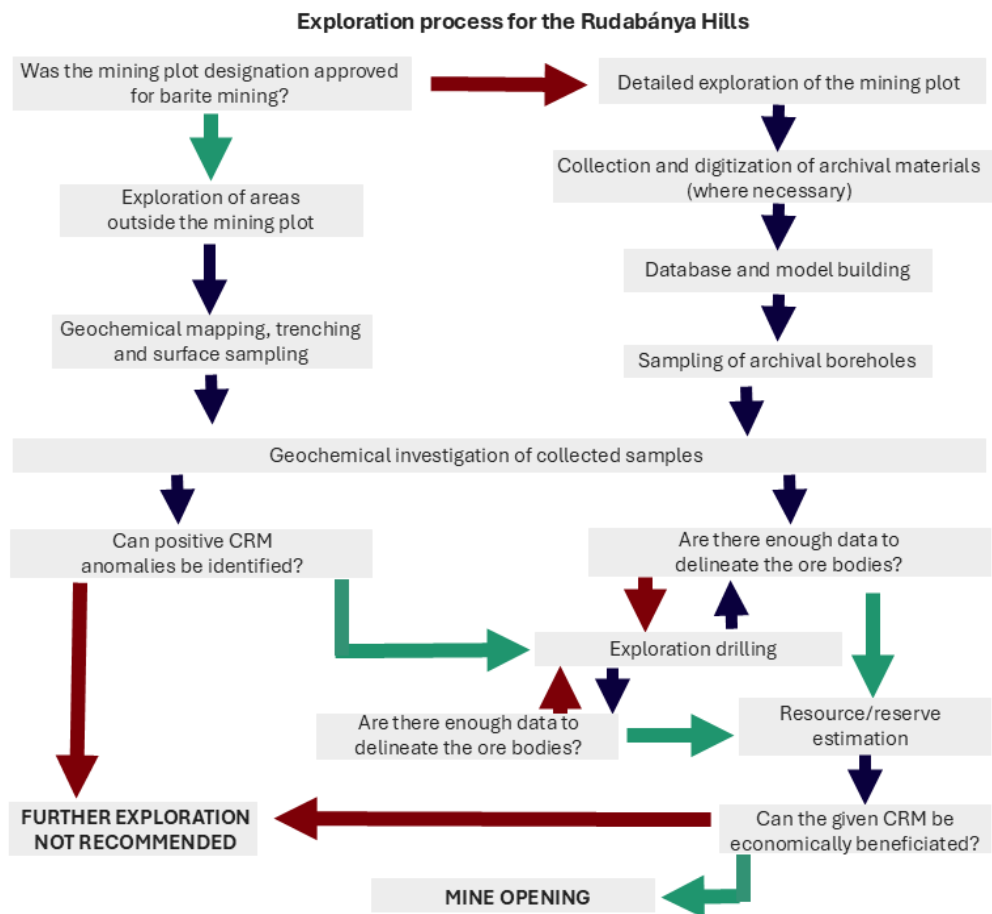 Exploration process for the Rudabánya Hills
Was the mining plot designation approved
for barite mining?
Detailed exploration of the mining plot
Collection and digitization of archival materials
(where necessary)
Exploration of areas
outside the mining plot
Database and model building
Geochemical mapping, trenching
and surface sampling
Sampling of archival boreholes
Geochemical investigation of collected samples
Can positive CRM
anomalies be identified?
Are there enough data to
delineate the ore bodies?
Exploration drilling
Are there enough data to
delineate the ore bodies?
Resource/reserve
estimation
FURTHER EXPLORATION
NOT RECOMMENDED
Can the given CRM be
economically beneficiated?
MINE OPENING